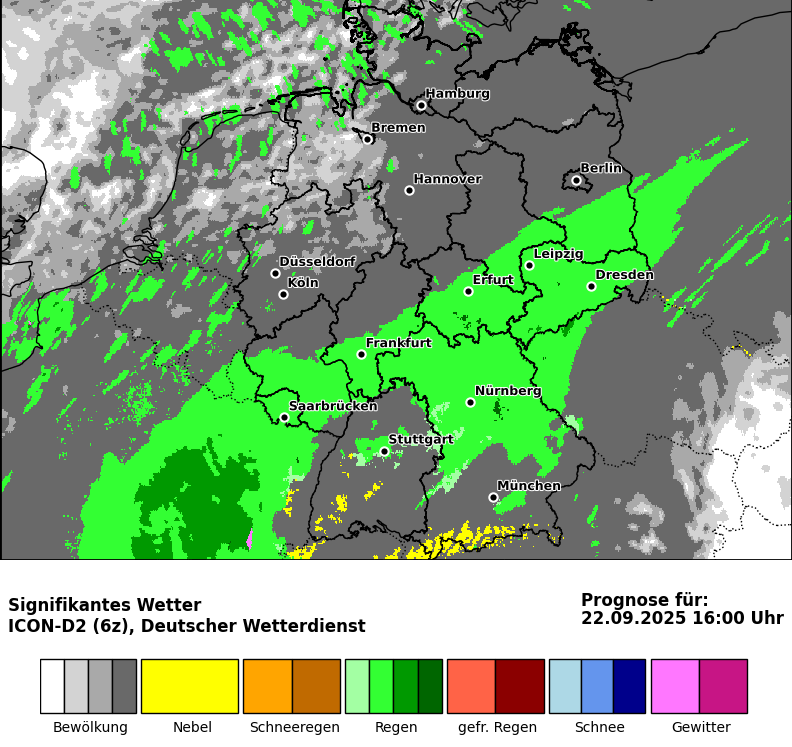 Hamburg
Bremen
Berlin
Hannover
Leipzig
Düsseldorf
Dresden
Köln
Erfurt
Frankfurt
Nürnberg
Saarbrücken
Stuttgart
München
Signifikantes Wetter
ICON-D2 (6z), Deutscher Wetterdienst
Prognose für:
22.09.2025 16:00 Uhr
Bewölkung Nebel Schneeregen Regen gefr. Regen Schnee Gewitter